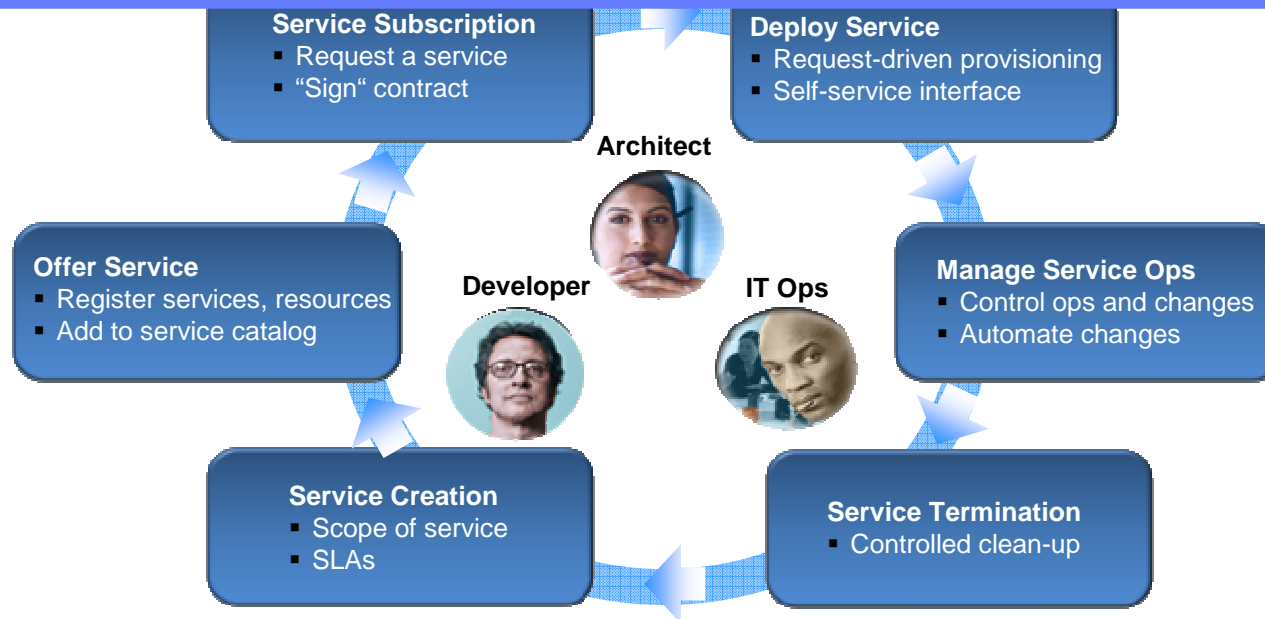 Service Subscription
▪ Request a service
▪ “Sign“ contract
Deploy Service
▪ Request-driven provisioning
▪ Self-service interface
Architect
Offer Service
▪ Register services, resources
▪ Add to service catalog
Developer
IT Ops
Manage Service Ops
▪ Control ops and changes
▪ Automate changes
Service Creation
▪ Scope of service
▪ SLAs
Service Termination
▪ Controlled clean-up